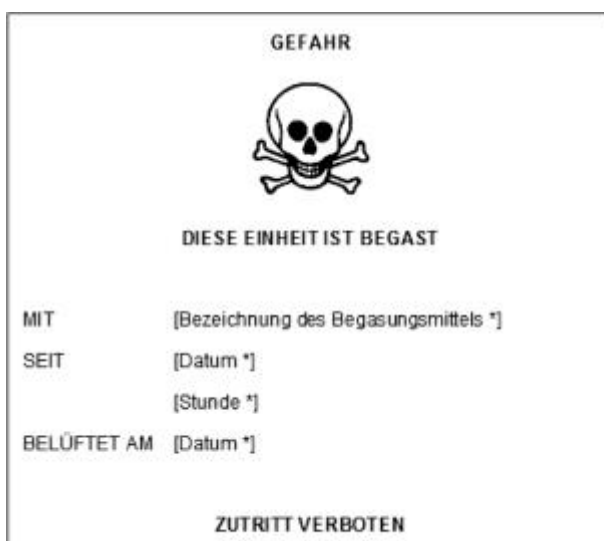 GEFAHR
DIESE EINHEIT IST BEGAST
MIT [Bezeichnung des Begasungsmittels *]
SEIT [Datum *]
[Stunde *]
BELÜFTET AM [Datum *]
ZUTRITT VERBOTEN